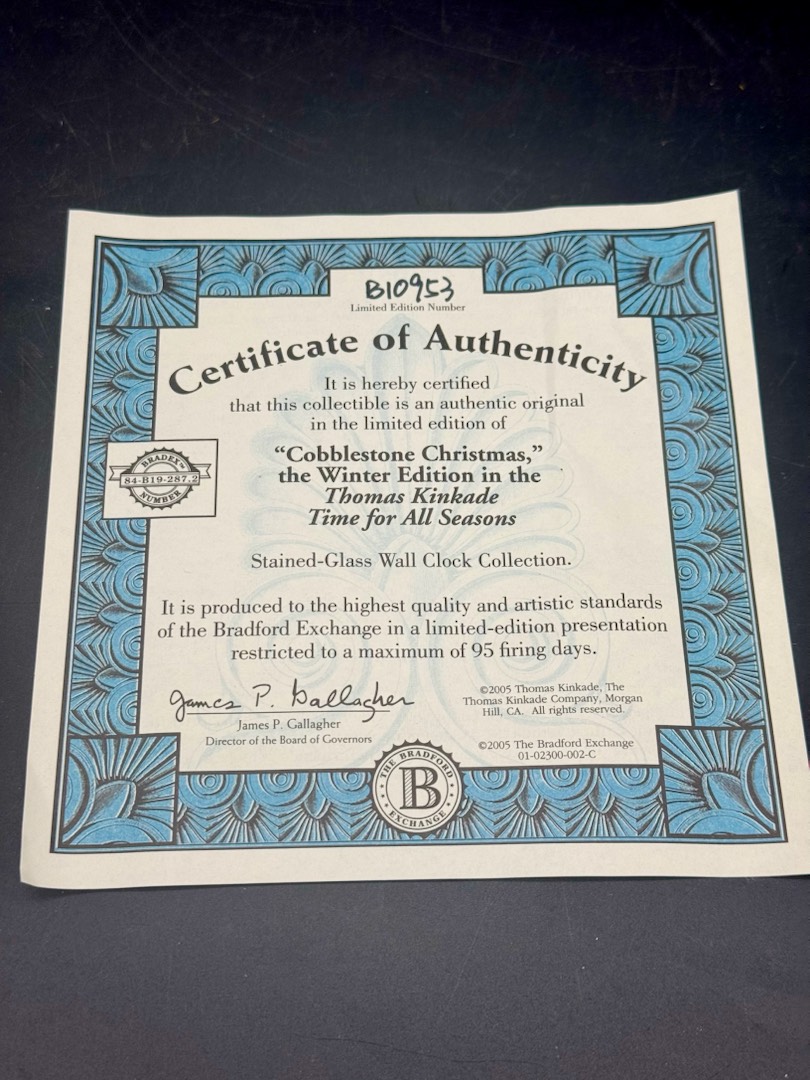 B10953
Limited Edition Number
Certificate of Authenticity
It is hereby certified
that this collectible is an authentic original
in the limited edition of
“Cobblestone Christmas,”
the Winter Edition in the
Thomas Kinkade
Time for All Seasons
BRADEX™
84-B19-287.2
NUMBER
Stained-Glass Wall Clock Collection.
It is produced to the highest quality and artistic standards
of the Bradford Exchange in a limited-edition presentation
restricted to a maximum of 95 firing days.
James P. Gallagher
James P. Gallagher
Director of the Board of Governors
©2005 Thomas Kinkade, The
Thomas Kinkade Company, Morgan
Hill, CA. All rights reserved.
©2005 The Bradford Exchange
01-02300-002-C
THE BRADFORD
B
EXCHANGE